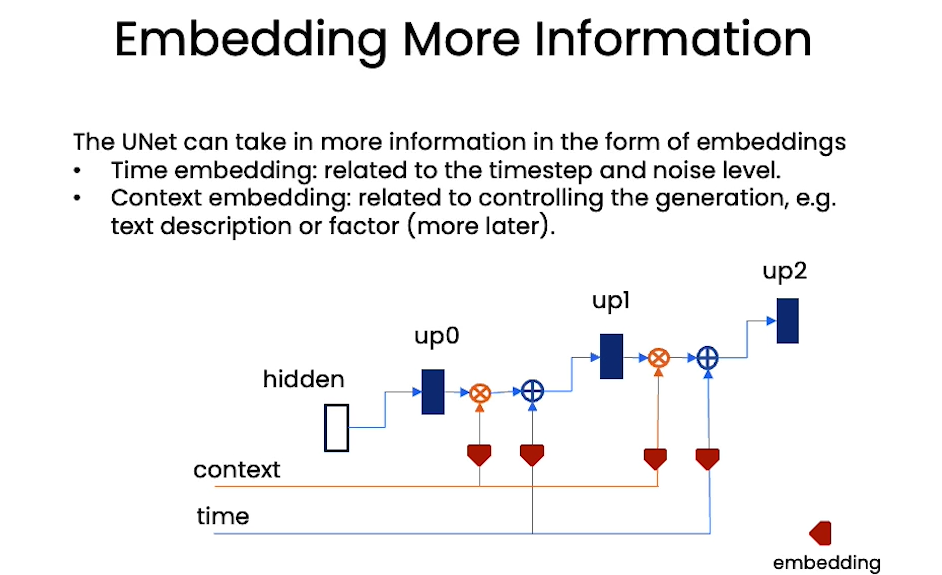 Embedding More Information
The UNet can take in more information in the form of embeddings
• Time embedding: related to the timestep and noise level.
• Context embedding: related to controlling the generation, e.g.
text description or factor (more later).
up2
up1
up0
hidden
context
time
embedding